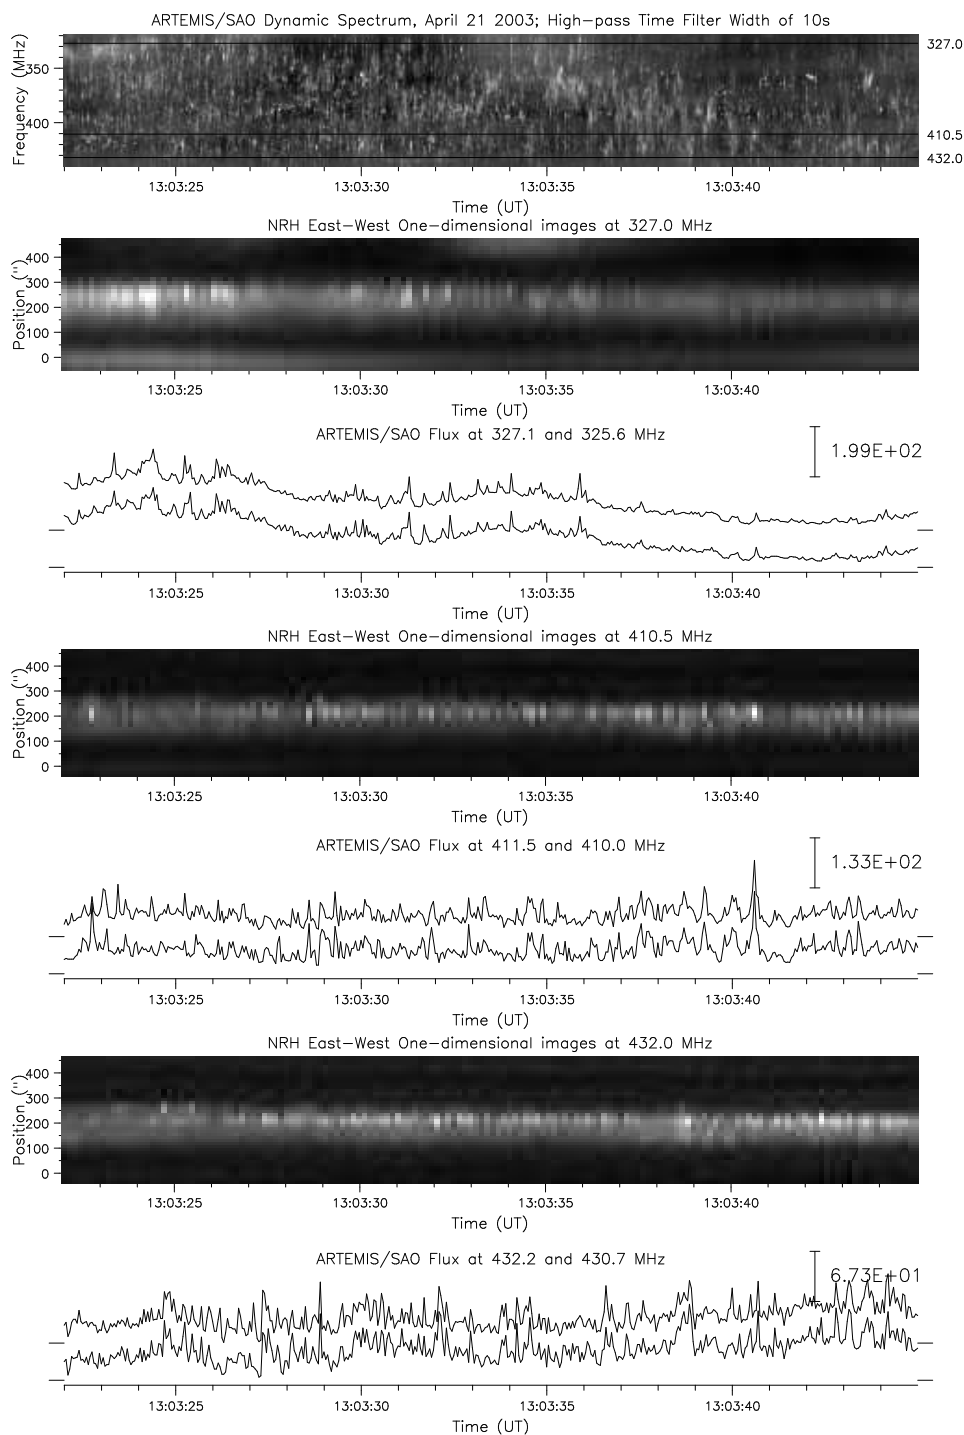 ARTEMIS/SAO Dynamic Spectrum, April 21 2003; High-pass Time Filter Width of 10s
Frequency (MHz)
350
400
327.0
410.5
432.0
13:03:25 13:03:30 13:03:35 13:03:40
Time (UT)
NRH East-West One-dimensional images at 327.0 MHz
Position ('')
400
300
200
100
0
13:03:25 13:03:30 13:03:35 13:03:40
Time (UT)
ARTEMIS/SAO Flux at 327.1 and 325.6 MHz
1.99E+02
13:03:25 13:03:30 13:03:35 13:03:40
Time (UT)
NRH East-West One-dimensional images at 410.5 MHz
Position ('')
400
300
200
100
0
13:03:25 13:03:30 13:03:35 13:03:40
Time (UT)
ARTEMIS/SAO Flux at 411.5 and 410.0 MHz
1.33E+02
13:03:25 13:03:30 13:03:35 13:03:40
Time (UT)
NRH East-West One-dimensional images at 432.0 MHz
Position ('')
400
300
200
100
0
13:03:25 13:03:30 13:03:35 13:03:40
Time (UT)
ARTEMIS/SAO Flux at 432.2 and 430.7 MHz
6.73E+01
13:03:25 13:03:30 13:03:35 13:03:40
Time (UT)